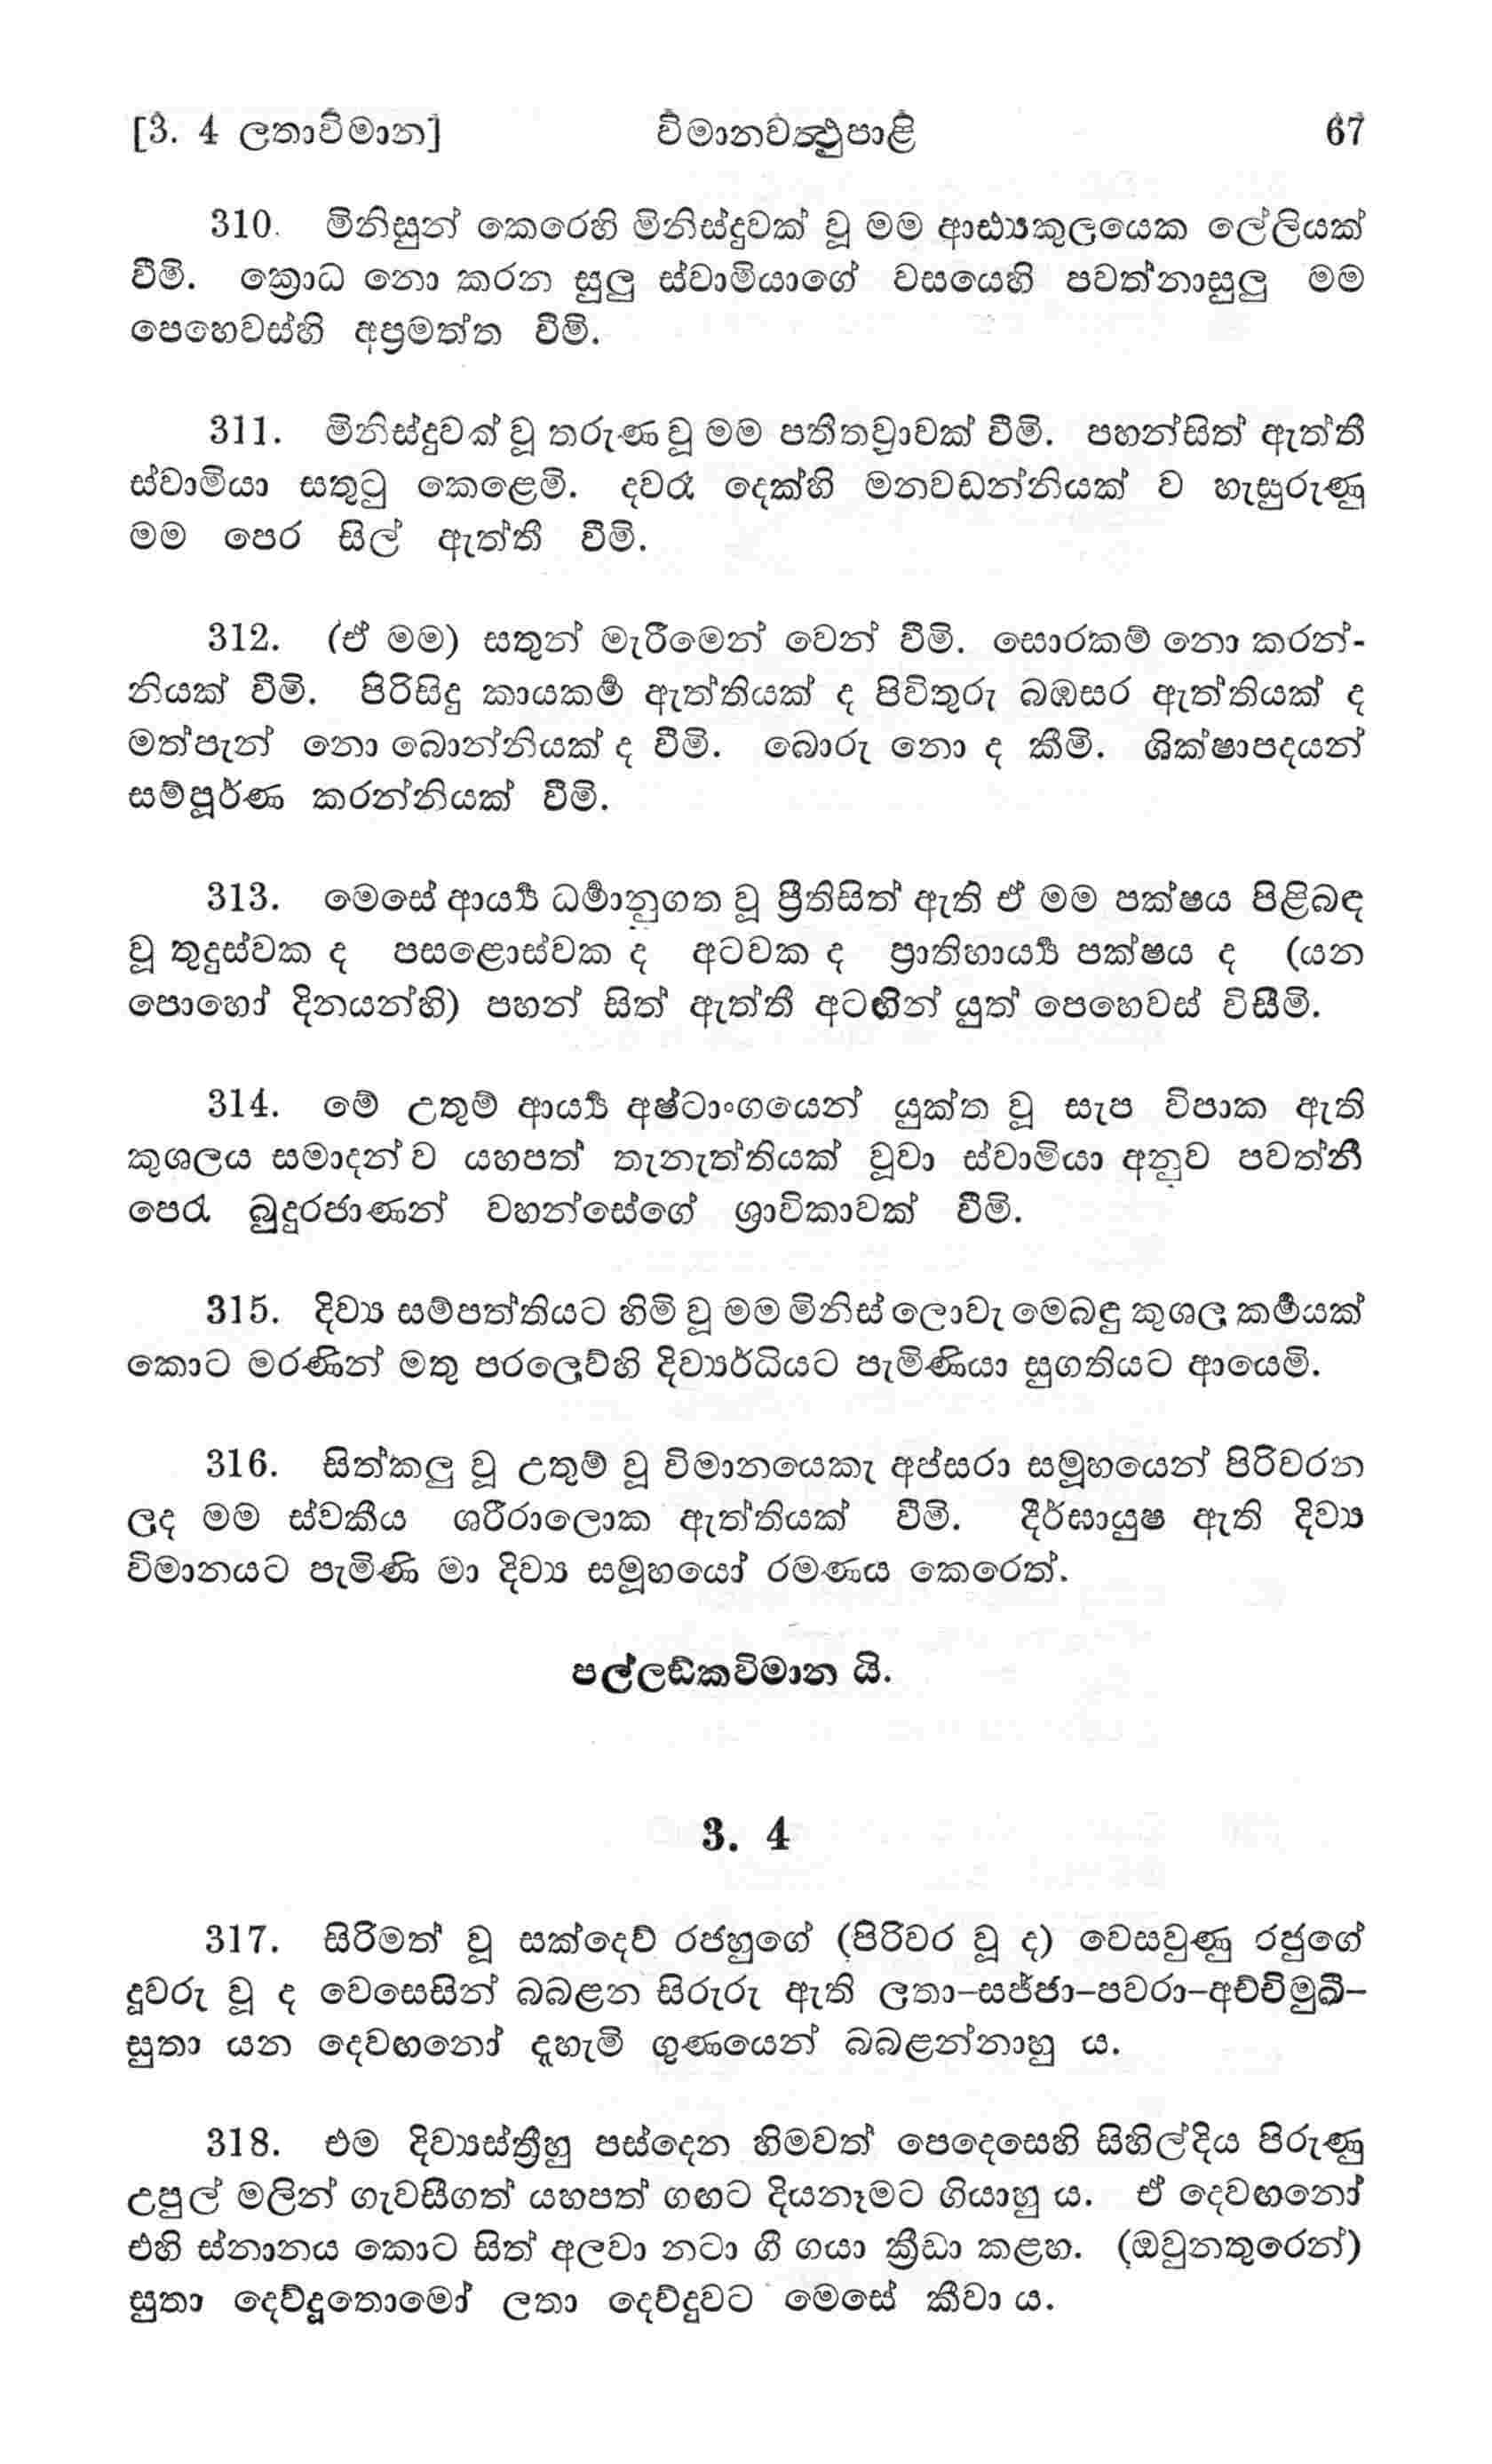 [3. 4 ලතාවිමාන] විමානවත්‍ථුපාළි 67
310. මිනිසුන් කෙරෙහි මිනිස්දුවක් වූ මම ආඪ්‍යකුලයෙක ලේලියක්
වීමි. ක්‍රොධ නො කරන සුලු ස්වාමියාගේ වසයෙහි පවත්නාසුලු මම
පෙහෙවස්හි අප්‍රමත්ත වීමි.
311. මිනිස්දුවක් වූ තරුණ වූ මම පතිතවු‍්‍රාවක් වීමි. පහන්සිත් ඇත්තී
ස්වාමියා සතුටු කෙළෙමි. දවරෑ දෙක්හි මනවඩන්නියක් ව හැසුරුණු
මම පෙර සිල් ඇත්තී වීමි.
312. (ඒ මම) සතුන් මැරීමෙන් වෙන් වීමි. සොරකම් නො කරන්-
නියක් වීමි. පිරිසිදු කායකර්‍ම ඇත්තියක් ද පිවිතුරු බඹසර ඇත්තියක් ද
මත්පැන් නො බොන්නියක් ද වීමි. බොරු නො ද කීමි. ශික්ෂාපදයන්
සම්පූර්ණ කරන්නියක් වීමි.
313. මෙසේ ආර්‍ය්‍ය ධර්‍මානුගත වූ ප්‍රීතිසිත් ඇති ඒ මම පක්ෂය පිළිබඳ
වූ තුදුස්වක ද පසළොස්වක ද අටවක ද ප්‍රාතිහාර්‍ය්‍ය පක්ෂය ද (යන
පොහෝ දිනයන්හි) පහන් සිත් ඇත්තී අටඟින් යුත් පෙහෙවස් විසීමි.
314. මේ උතුම් ආර්‍ය්‍ය අෂ්ටාංගයෙන් යුක්ත වූ සැප විපාක ඇති
කුශලය සමාදන් ව යහපත් තැනැත්තියක් වූවා ස්වාමියා අනුව පවත්නී
පෙරැ බුදුරජාණන් වහන්සේගේ ශ්‍රාවිකාවක් වීමි.
315. දිව්‍ය සම්පත්තියට හිමි වූ මම මිනිස් ලොවැ මෙබඳු කුශල කර්‍මයක්
කොට මරණින් මතු පරලෙව්හි දිව්‍යර්ධියට පැමිණියා සුගතියට ආයෙමි.
316. සිත්කලු වූ උතුම් වූ විමානයෙකැ අප්සරා සමූහයෙන් පිරිවරන
ලද මම ස්වකීය ශරීරාලොක ඇත්තියක් වීමි. දීර්ඝායුෂ ඇති දිව්‍ය
විමානයට පැමිණි මා දිව්‍ය සමූහයෝ රමණය කෙරෙත්.
පල්ලඞ්කවිමාන යි.
3. 4
317. සිරිමත් වූ සක්දෙව් රජහුගේ (පිරිවර වූ ද) වෙසවුණු රජුගේ
දූවරු වූ ද වෙසෙසින් බබළන සිරුරු ඇති ලතා–සජ්ජා–පවරා–අච්චිමුඛී–
සුතා යන දෙවඟනෝ දැහැමි ගුණයෙන් බබළන්නාහු ය.
318. එම දිව්‍යස්ත්‍රීහු පස්දෙන හිමවත් පෙදෙසෙහි සිහිල්දිය පිරුණු
උපුල් මලින් ගැවසීගත් යහපත් ගඟට දියනෑමට ගියාහු ය. ඒ දෙවඟනෝ
එහි ස්නානය කොට සිත් අලවා නටා ගී ගයා ක්‍රීඩා කළහ. (ඔවුනතුරෙන්)
සුතා දෙව්දූතොමෝ ලතා දෙව්දුවට මෙසේ කීවා ය.